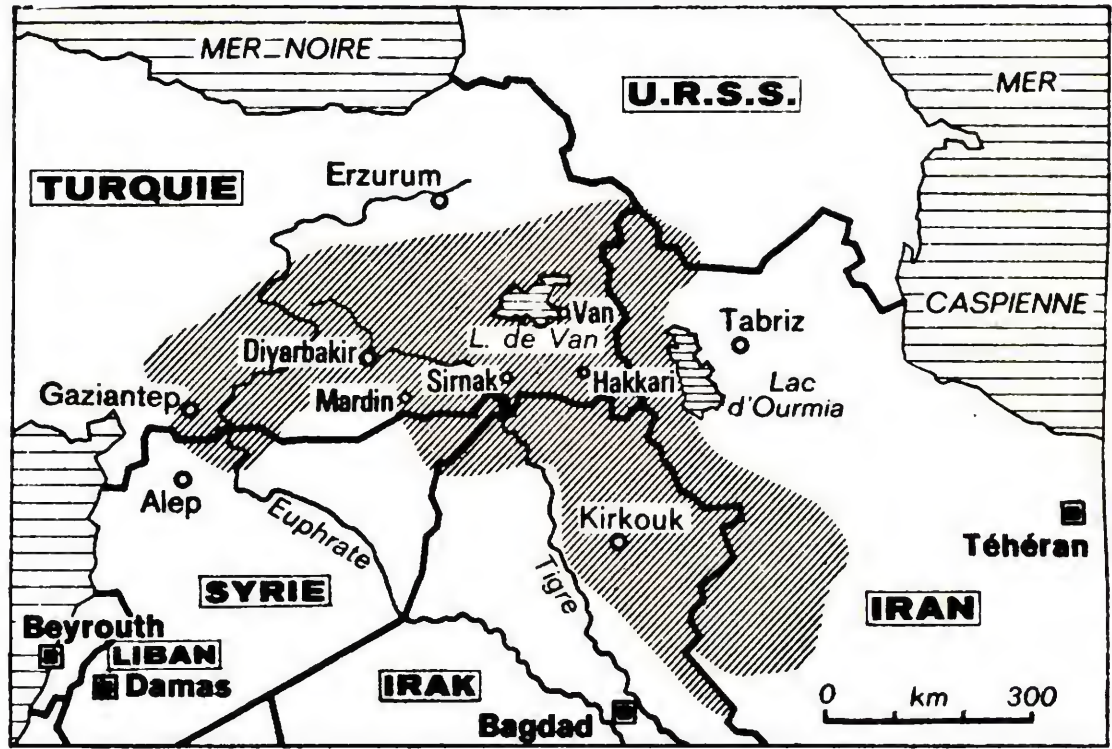 MER NOIRE
U.R.S.S.
MER
CASPIENNE
TURQUIE
Erzurum
Van
L. de Van
Tabriz
Diyarbakir
Sirnak
Hakkari
Lac
d'Ourmia
Gaziantep
Mardin
Alep
Euphrate
Kirkouk
Tigre
Téhéran
SYRIE
IRAN
Beyrouth
LIBAN
Damas
IRAK
Bagdad
0 km 300